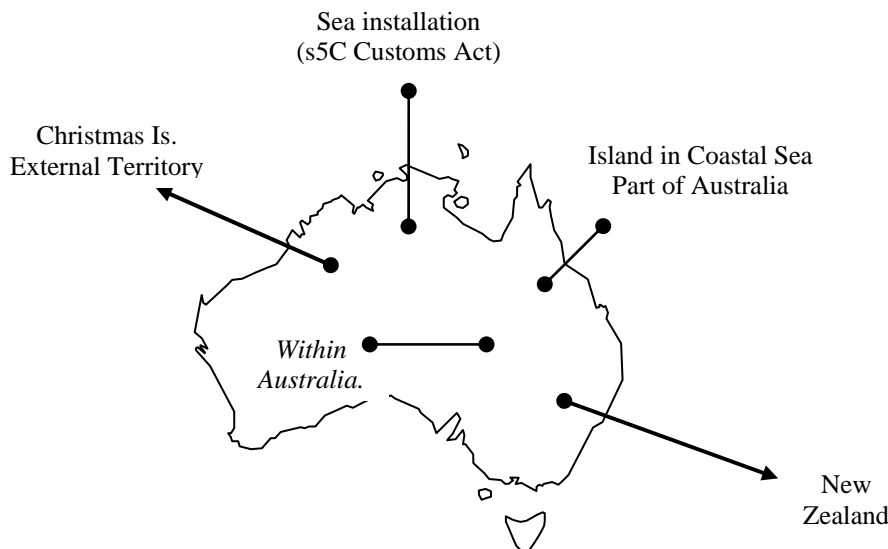 Sea installation
(s5C Customs Act)
Christmas Is.
External Territory
Island in Coastal Sea
Part of Australia
Within
Australia.
New
Zealand